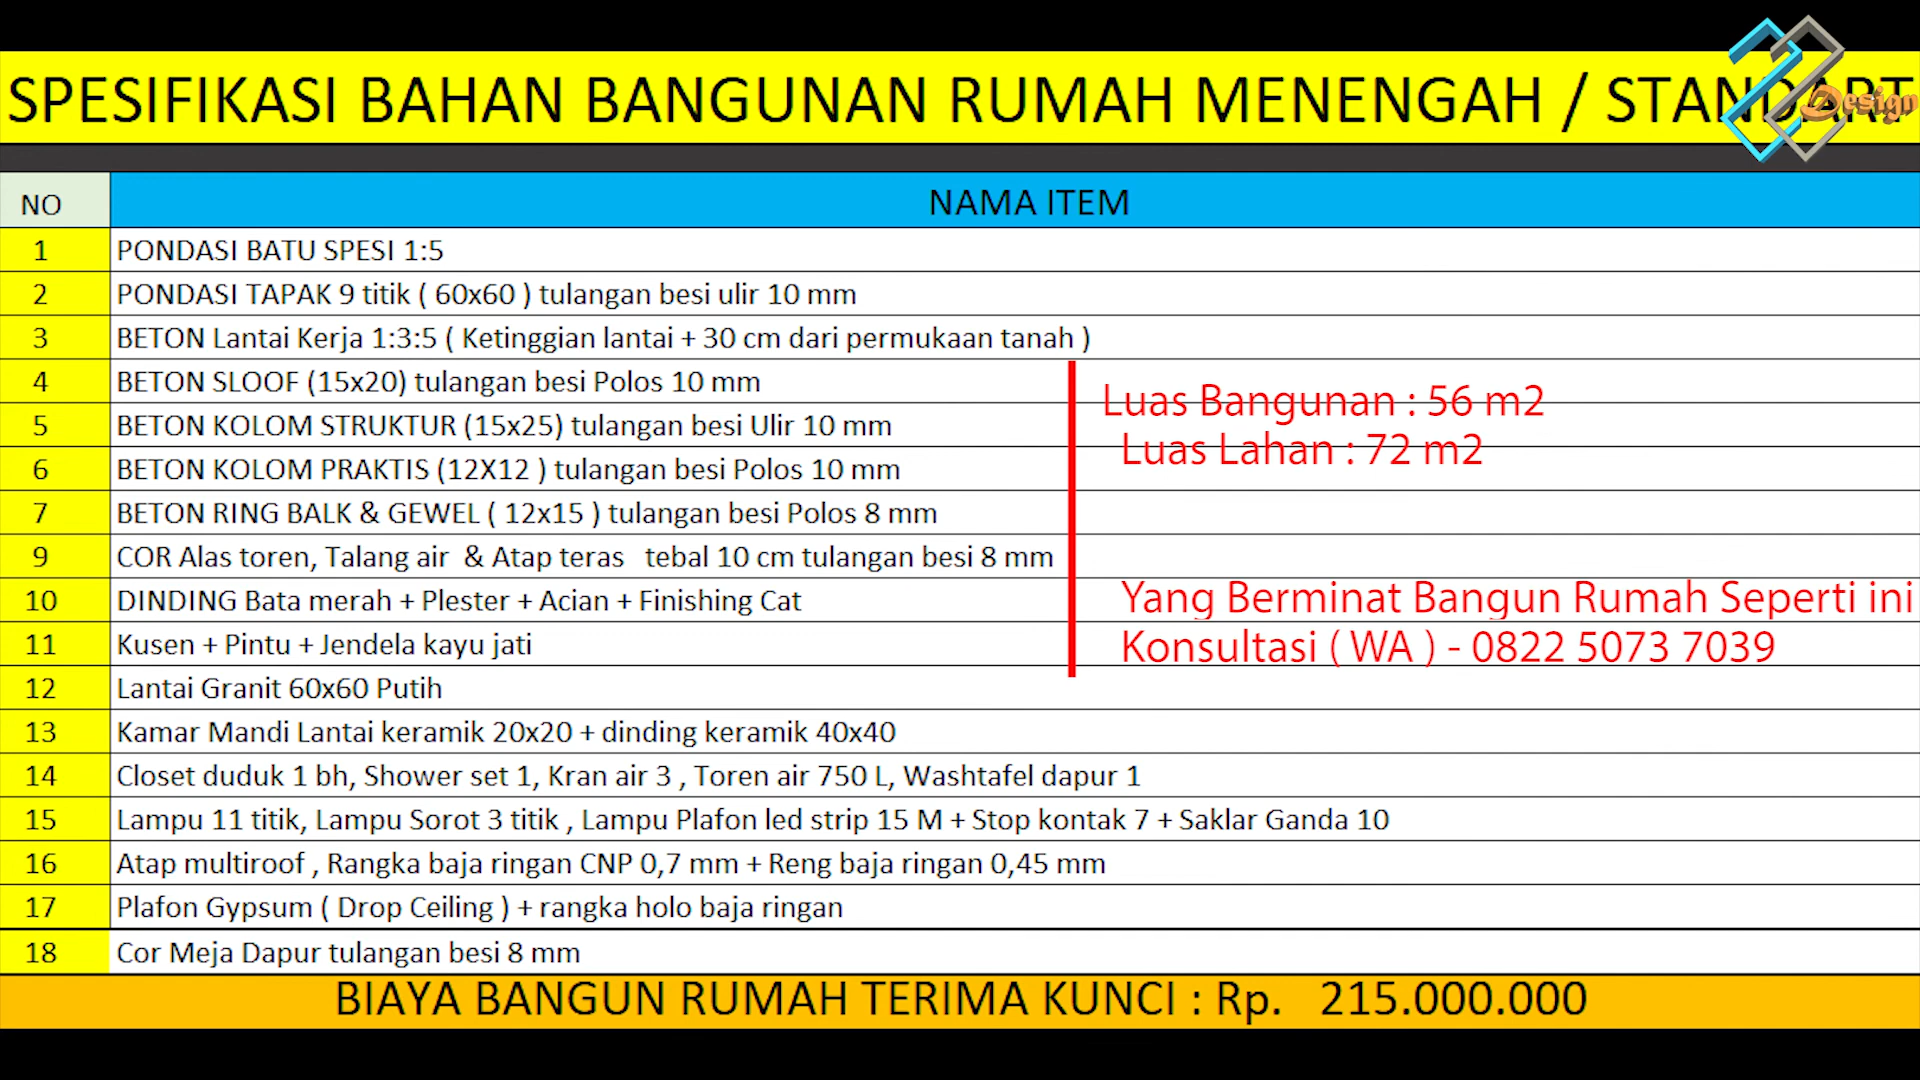 SPESIFIKASI BAHAN BANGUNAN RUMAH MENENGAH / STANDART
Design
NO NAMA ITEM
1 PONDASI BATU SPESI 1:5
2 PONDASI TAPAK 9 titik ( 60x60 ) tulangan besi ulir 10 mm
3 BETON Lantai Kerja 1:3:5 ( Ketinggian lantai + 30 cm dari permukaan tanah )
4 BETON SLOOF (15x20) tulangan besi Polos 10 mm
5 BETON KOLOM STRUKTUR (15x25) tulangan besi Ulir 10 mm
6 BETON KOLOM PRAKTIS (12X12 ) tulangan besi Polos 10 mm
7 BETON RING BALK & GEWEL ( 12x15 ) tulangan besi Polos 8 mm
9 COR Alas toren, Talang air & Atap teras tebal 10 cm tulangan besi 8 mm
10 DINDING Bata merah + Plester + Acian + Finishing Cat
11 Kusen + Pintu + Jendela kayu jati
12 Lantai Granit 60x60 Putih
13 Kamar Mandi Lantai keramik 20x20 + dinding keramik 40x40
14 Closet duduk 1 bh, Shower set 1, Kran air 3 , Toren air 750 L, Washtafel dapur 1
15 Lampu 11 titik, Lampu Sorot 3 titik , Lampu Plafon led strip 15 M + Stop kontak 7 + Saklar Ganda 10
16 Atap multiroof , Rangka baja ringan CNP 0,7 mm + Reng baja ringan 0,45 mm
17 Plafon Gypsum ( Drop Ceiling ) + rangka holo baja ringan
18 Cor Meja Dapur tulangan besi 8 mm
Luas Bangunan : 56 m2
Luas Lahan : 72 m2
Yang Berminat Bangun Rumah Seperti ini
Konsultasi ( WA ) - 0822 5073 7039
BIAYA BANGUN RUMAH TERIMA KUNCI : Rp. 215.000.000